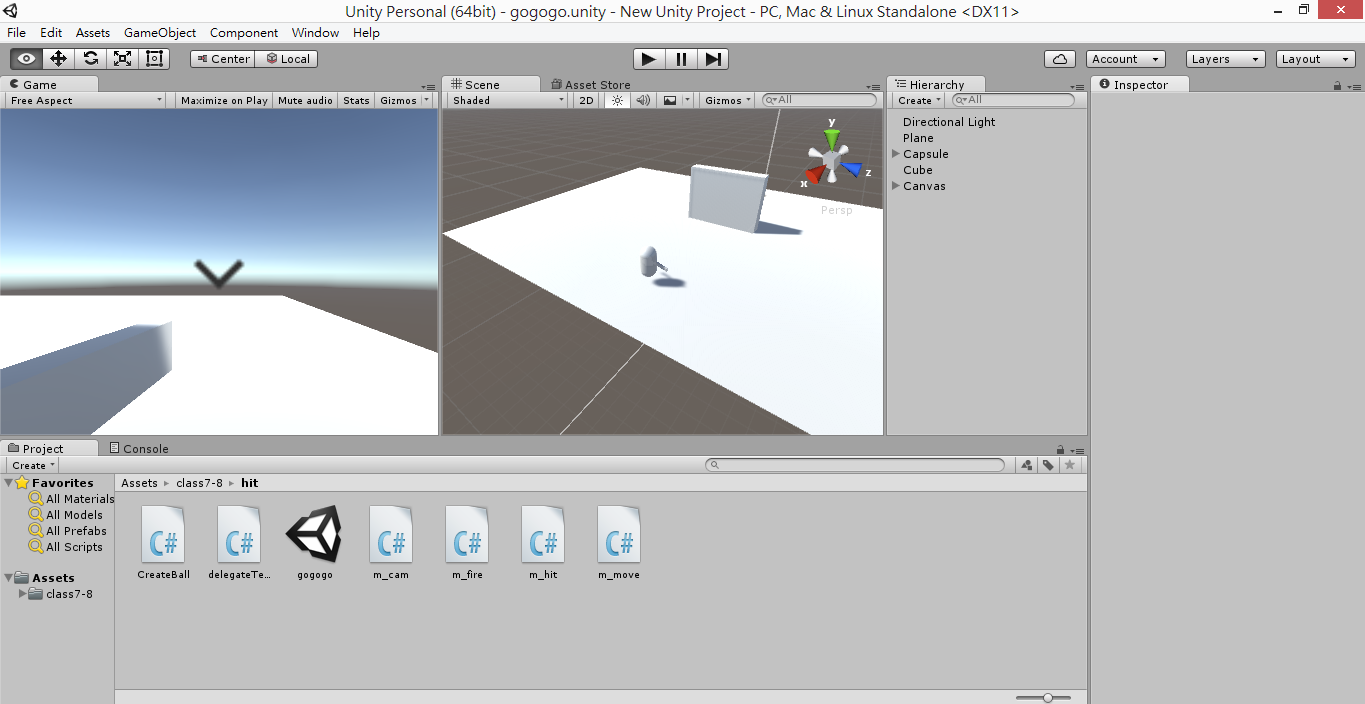 Unity Personal (64bit) - gogogo.unity - New Unity Project - PC, Mac & Linux Standalone <DX11>
File Edit Assets GameObject Component Window Help
Center Local Account Layers Layout
Game
Free Aspect Maximize on Play Mute audio Stats Gizmos
Scene Asset Store
Shaded 2D Gizmos All
y
x
z
Persp
Hierarchy
Create All
Directional Light
Plane
Capsule
Cube
Canvas
Inspector
Project Console
Create
Favorites
All Materials
All Models
All Prefabs
All Scripts
Assets
class7-8
Assets class7-8 hit
C# C# C# C# C# C#
CreateBall delegateTe... gogogo m_cam m_fire m_hit m_move